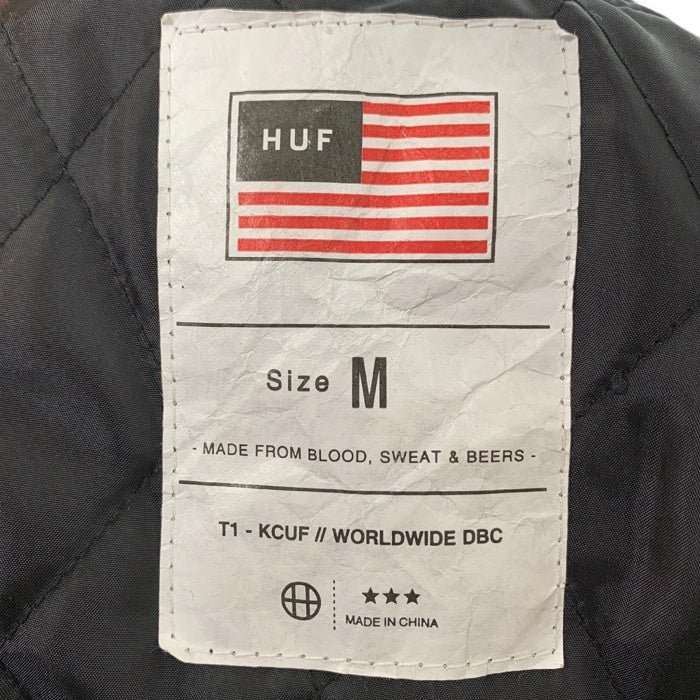 HUF
Size M
- MADE FROM BLOOD, SWEAT & BEERS -
T1 - KCUF // WORLDWIDE DBC
MADE IN CHINA